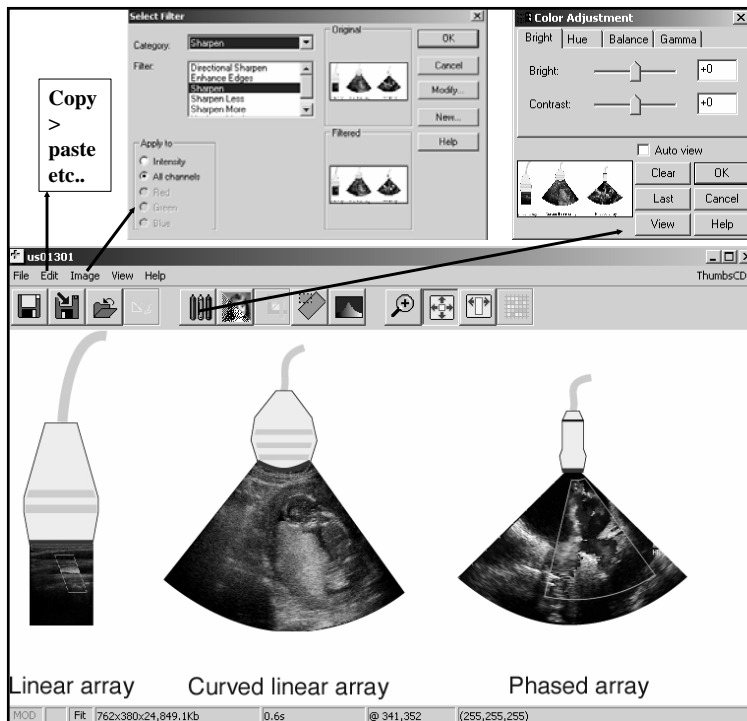 Select Filter
Category:
Sharpen
Filter:
Directional Sharpen
Enhance Edges
Sharpen
Sharpen Less
Sharpen More
Apply to
Intensity
All channels
Red
Green
Blue
Original
Filtered
OK
Cancel
Modify...
New...
Help
Color Adjustment
Bright
Hue
Balance
Gamma
Bright:
+0
Contrast:
+0
Auto view
Clear
OK
Last
Cancel
View
Help
Copy
>
paste
etc..
us01301
File Edit Image View Help
ThumbsCD
Linear array
Curved linear array
Phased array
MOD
Fit
762x380x24,849.1Kb
0.6s
@ 341,352
(255,255,255)